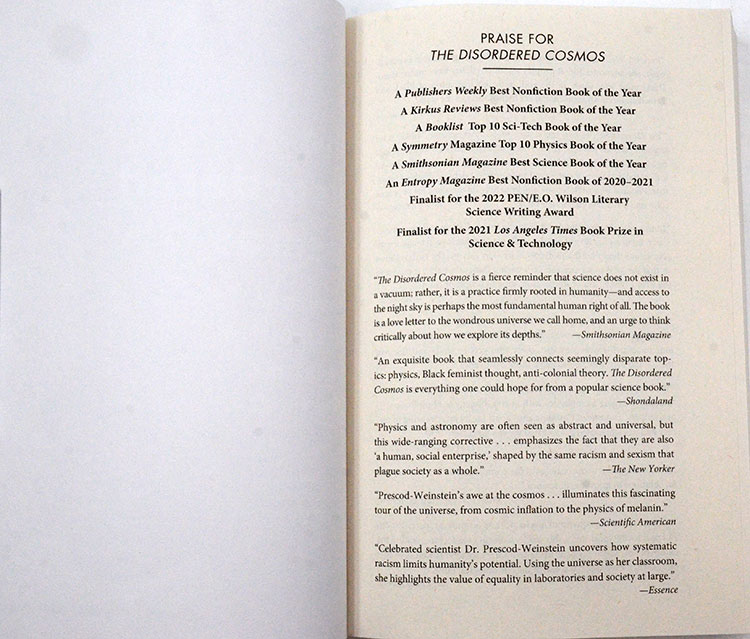 PRAISE FOR
THE DISORDERED COSMOS
A Publishers Weekly Best Nonfiction Book of the Year
A Kirkus Reviews Best Nonfiction Book of the Year
A Booklist Top 10 Sci-Tech Book of the Year
A Symmetry Magazine Top 10 Physics Book of the Year
A Smithsonian Magazine Best Science Book of the Year
An Entropy Magazine Best Nonfiction Book of 2020–2021
Finalist for the 2022 PEN/E.O. Wilson Literary
Science Writing Award
Finalist for the 2021 Los Angeles Times Book Prize in
Science & Technology
“The Disordered Cosmos is a fierce reminder that science does not exist in
a vacuum; rather, it is a practice firmly rooted in humanity—and access to
the night sky is perhaps the most fundamental human right of all. The book
is a love letter to the wondrous universe we call home, and an urge to think
critically about how we explore its depths.” —Smithsonian Magazine
“An exquisite book that seamlessly connects seemingly disparate top-
ics: physics, Black feminist thought, anti-colonial theory. The Disordered
Cosmos is everything one could hope for from a popular science book.”
—Shondaland
“Physics and astronomy are often seen as abstract and universal, but
this wide-ranging corrective . . . emphasizes the fact that they are also
‘a human, social enterprise,’ shaped by the same racism and sexism that
plague society as a whole.” —The New Yorker
“Prescod-Weinstein’s awe at the cosmos . . . illuminates this fascinating
tour of the universe, from cosmic inflation to the physics of melanin.”
—Scientific American
“Celebrated scientist Dr. Prescod-Weinstein uncovers how systematic
racism limits humanity’s potential. Using the universe as her classroom,
she highlights the value of equality in laboratories and society at large.”
—Essence